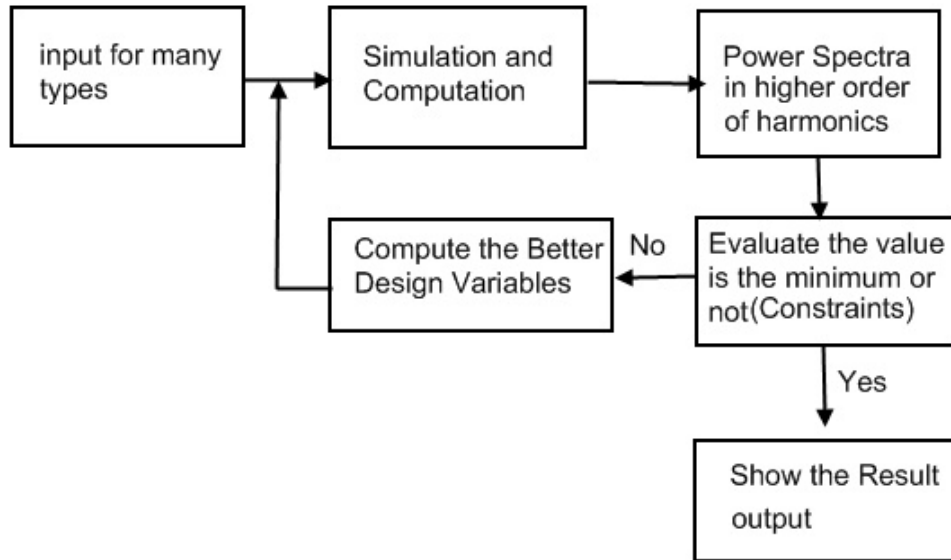 input for many
types
Simulation and
Computation
Power Spectra
in higher order
of harmonics
Evaluate the value
is the minimum or
not(Constraints)
No
Compute the Better
Design Variables
Yes
Show the Result
output